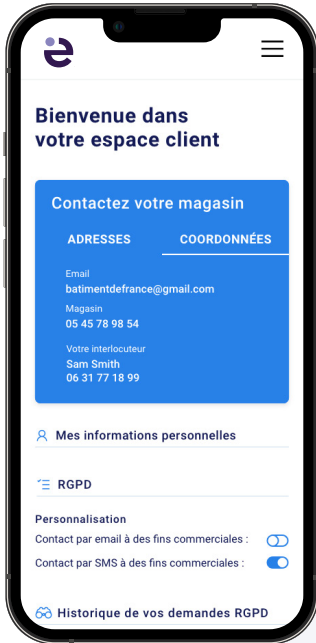 ë
Bienvenue dans
votre espace client
Contactez votre magasin
ADRESSES COORDONNÉES
Email
batimentdefrance@gmail.com
Magasin
05 45 78 98 54
Votre interlocuteur
Sam Smith
06 31 77 18 99
Mes informations personnelles
RGPD
Personnalisation
Contact par email à des fins commerciales :
Contact par SMS à des fins commerciales :
Historique de vos demandes RGPD